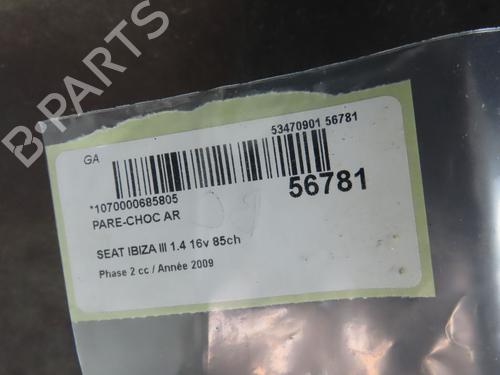 GA
53470901 56781
*1070000685805
56781
PARE-CHOC AR
SEAT IBIZA III 1.4 16v 85ch
Phase 2 cc / Année 2009
B-PARTS